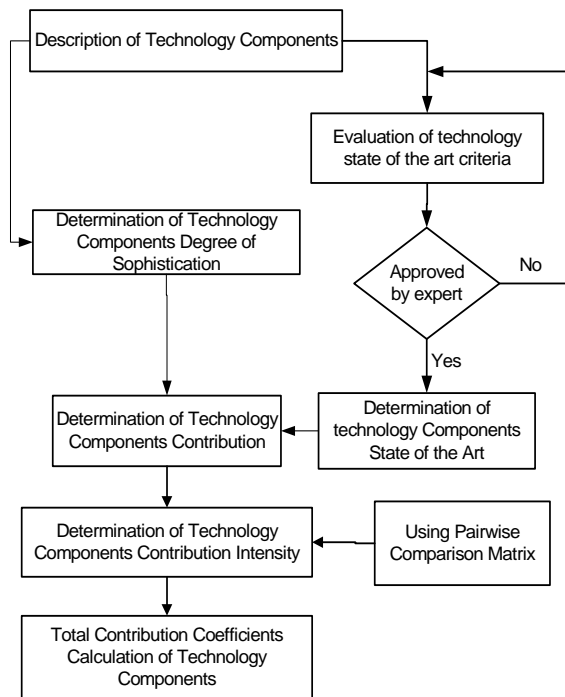 Description of Technology Components
Evaluation of technology
state of the art criteria
Determination of Technology
Components Degree of
Sophistication
Approved
by expert
No
Yes
Determination of
technology Components
State of the Art
Determination of Technology
Components Contribution
Determination of Technology
Components Contribution Intensity
Using Pairwise
Comparison Matrix
Total Contribution Coefficients
Calculation of Technology
Components